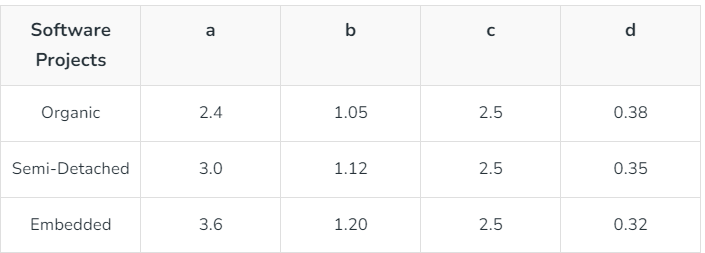 Software Projects a b c d
Organic 2.4 1.05 2.5 0.38
Semi-Detached 3.0 1.12 2.5 0.35
Embedded 3.6 1.20 2.5 0.32